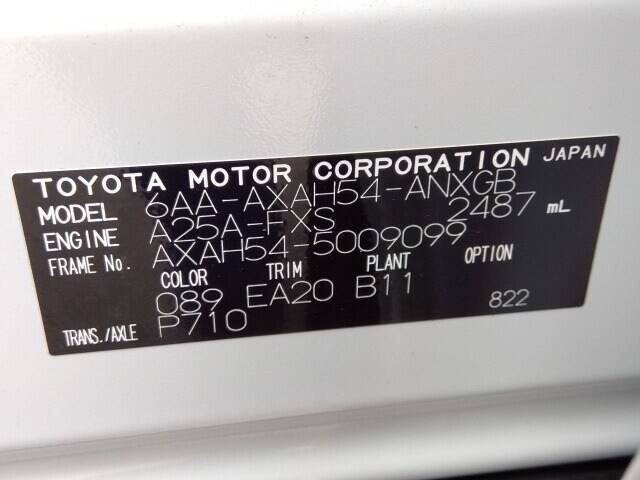 TOYOTA MOTOR CORPORATION JAPAN
MODEL 6AA-AXAH54-ANXGB
ENGINE A25A-FXS 2487 mL
FRAME No. AXAH54-5009099
COLOR TRIM PLANT OPTION
089 EA20 B11 822
TRANS./AXLE P710